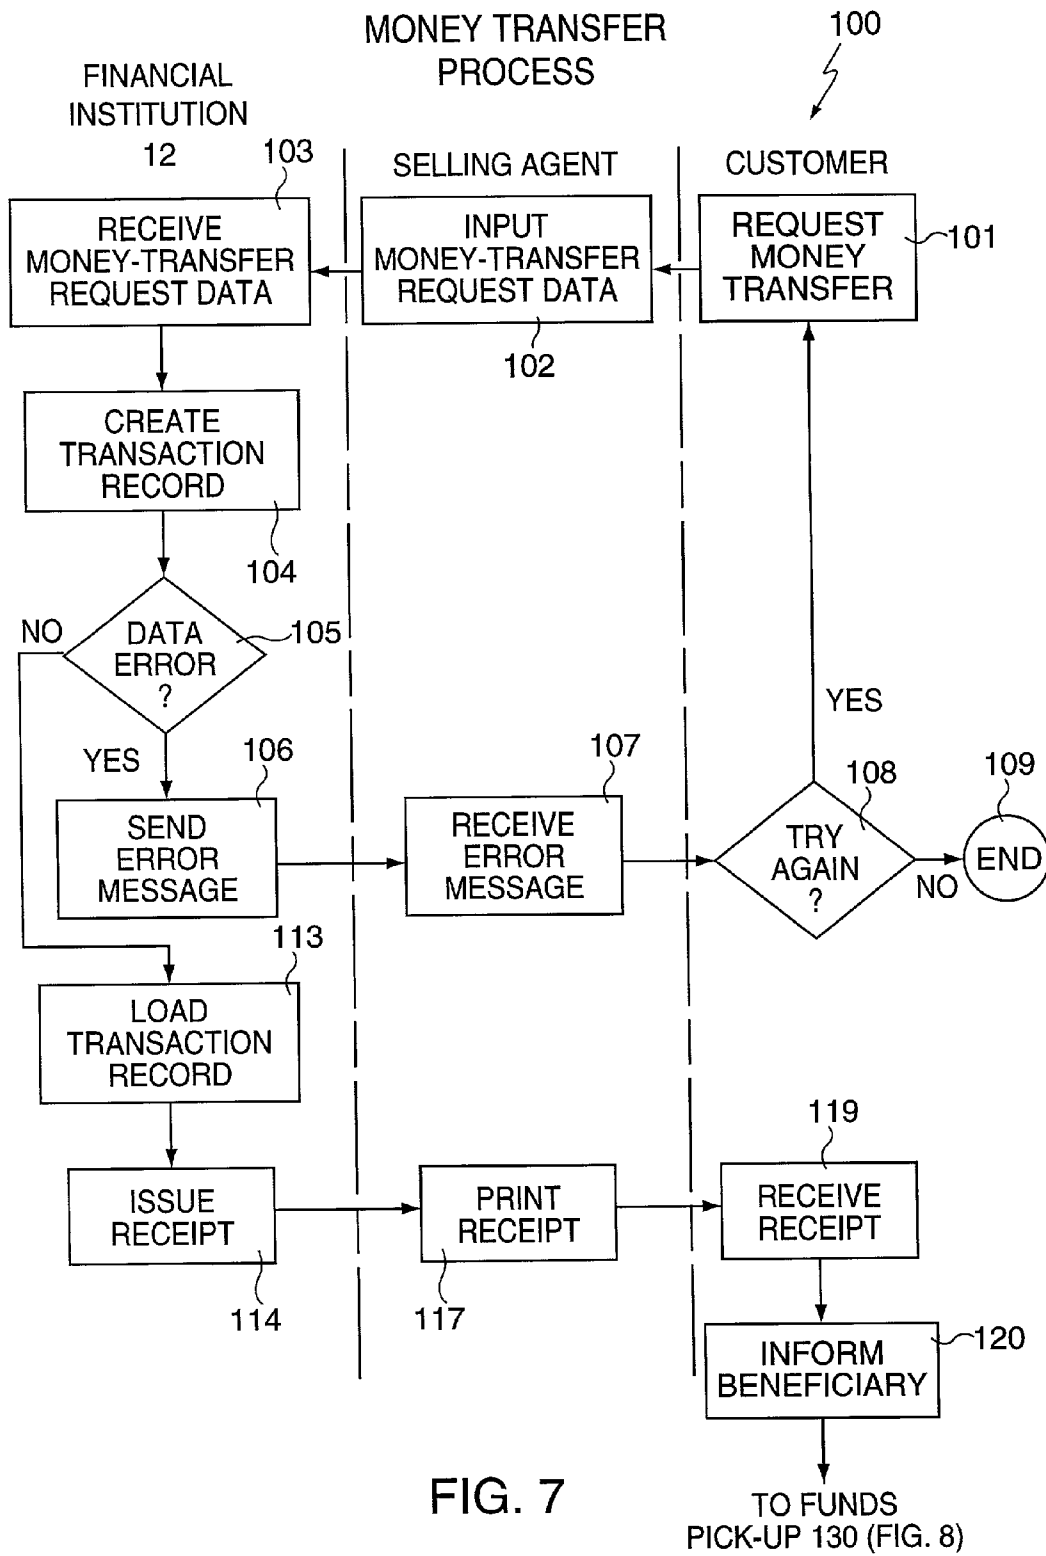 MONEY TRANSFER
PROCESS
100
FINANCIAL
INSTITUTION
12
SELLING AGENT
CUSTOMER
103
RECEIVE
MONEY-TRANSFER
REQUEST DATA
INPUT
MONEY-TRANSFER
REQUEST DATA
102
REQUEST
MONEY
TRANSFER
101
CREATE
TRANSACTION
RECORD
104
NO
DATA
ERROR
?
105
YES
106
SEND
ERROR
MESSAGE
107
RECEIVE
ERROR
MESSAGE
YES
108
TRY
AGAIN
?
NO
109
END
113
LOAD
TRANSACTION
RECORD
ISSUE
RECEIPT
114
PRINT
RECEIPT
117
119
RECEIVE
RECEIPT
INFORM
BENEFICIARY
120
TO FUNDS
PICK-UP 130 (FIG. 8)
FIG. 7